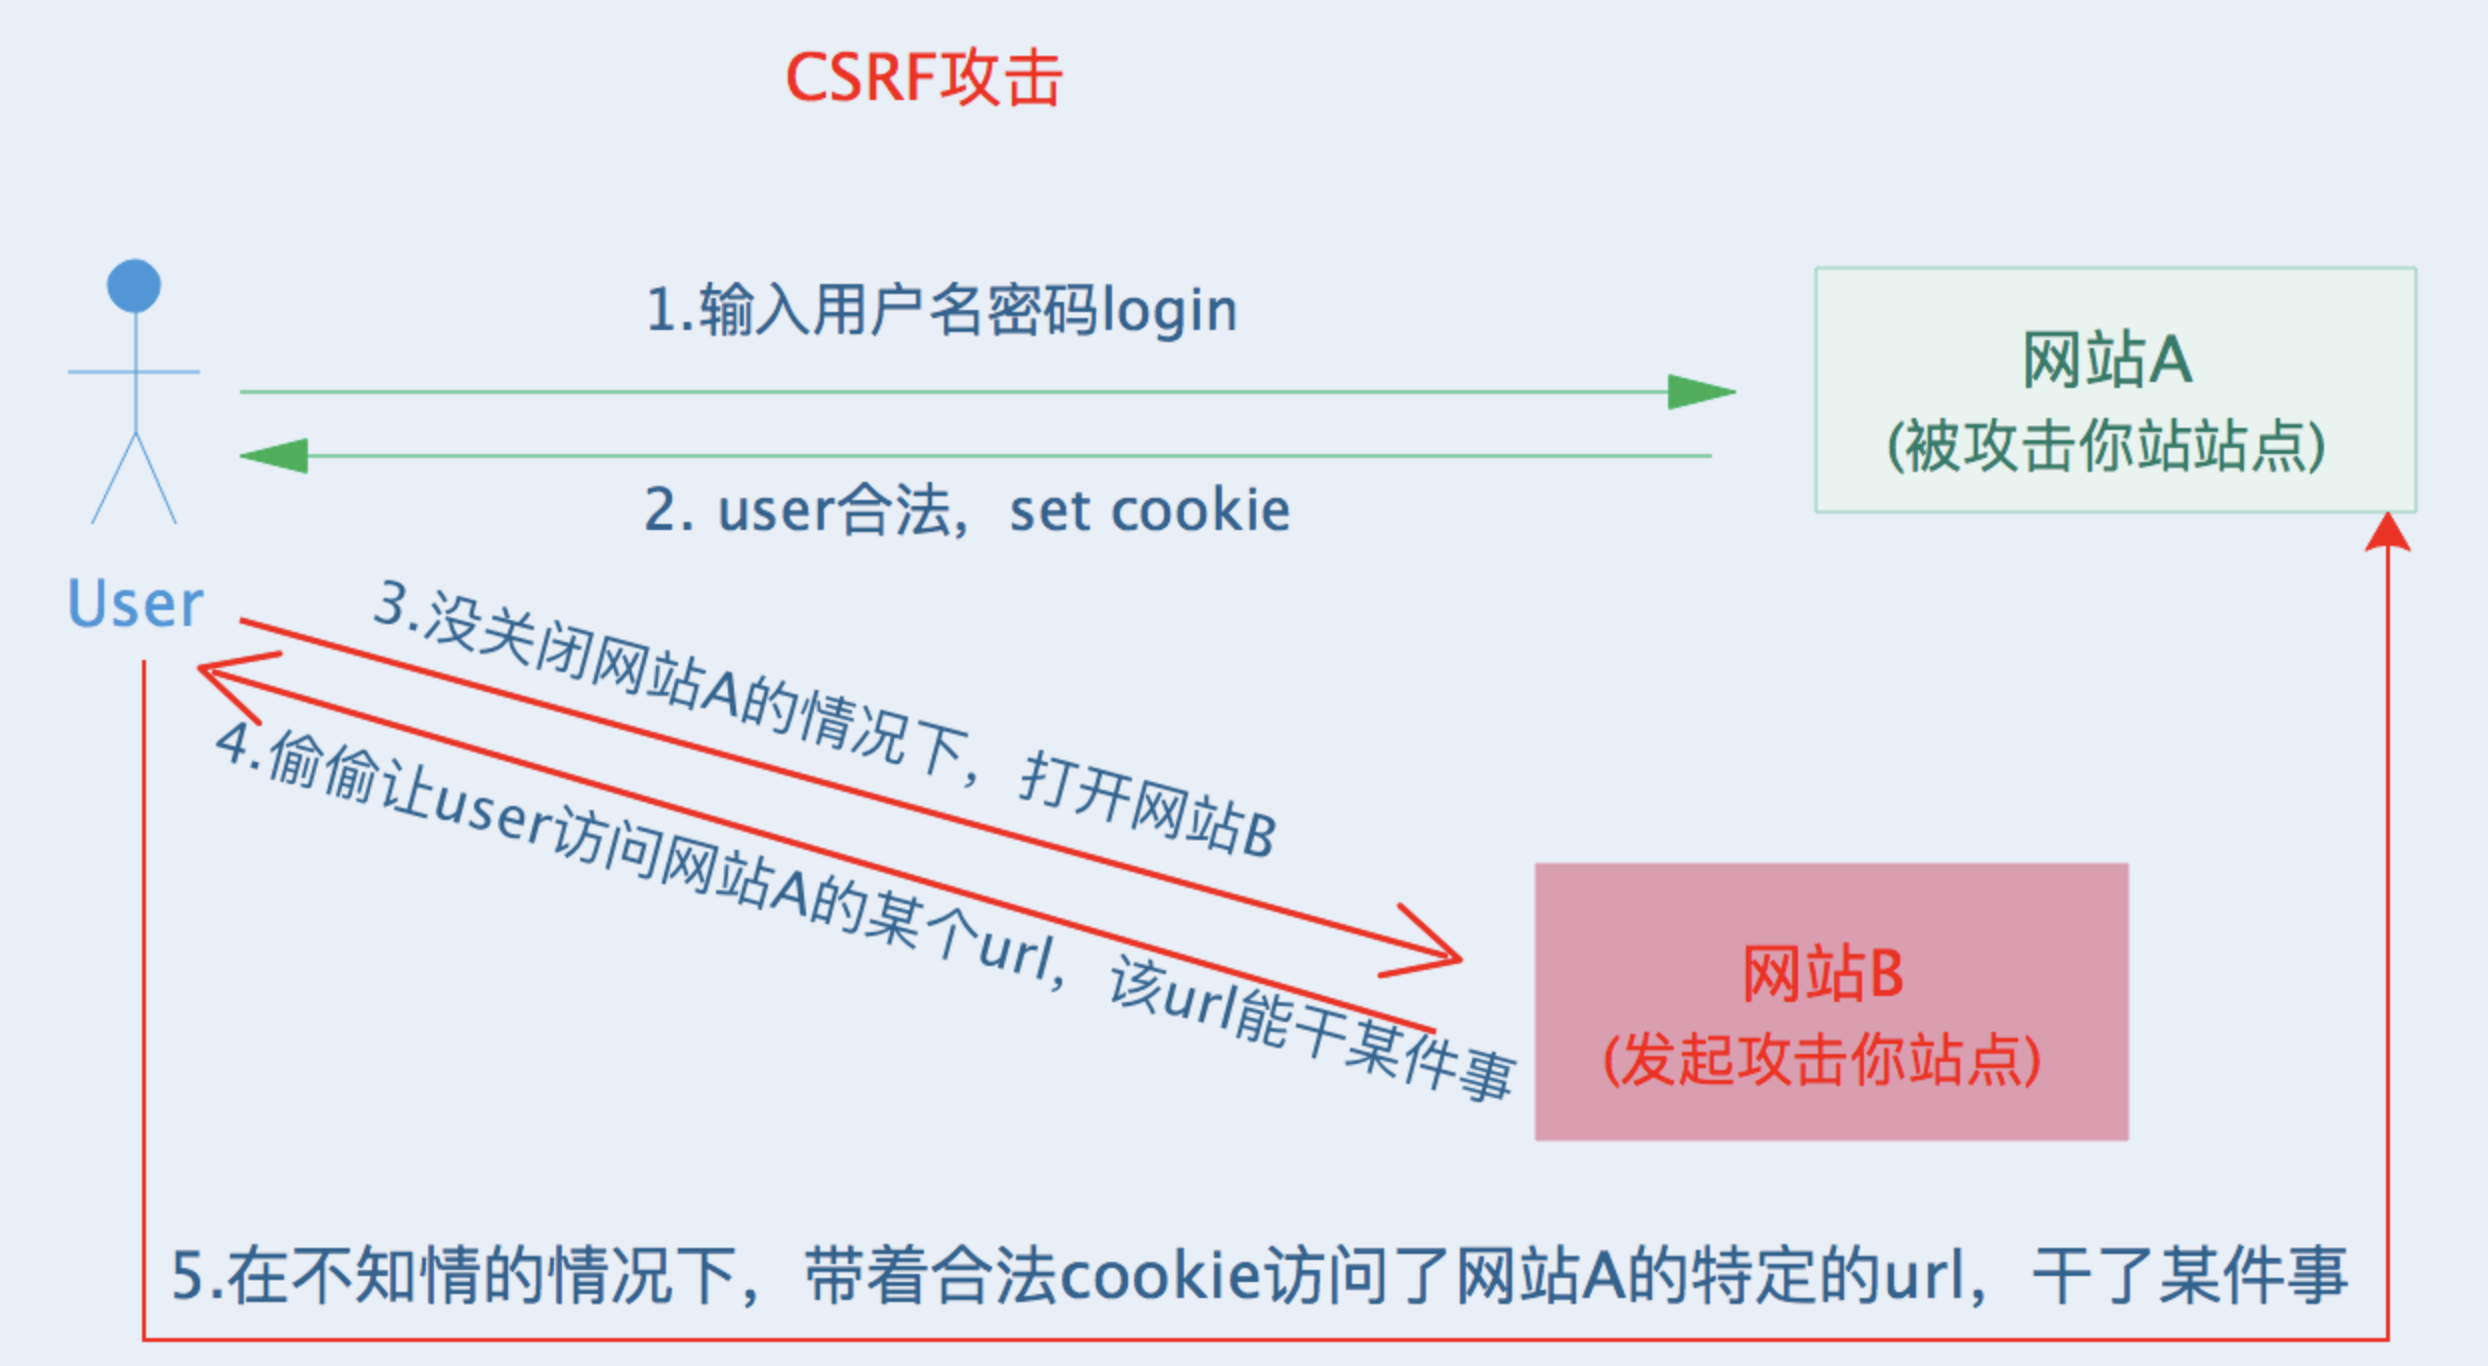 CSRF攻击
1.输入用户名密码login
网站A
(被攻击你站站点)
2. user合法，set cookie
User
3.没关闭网站A的情况下，打开网站B
4.偷偷让user访问网站A的某个url，该url能干某件事
网站B
(发起攻击你站点)
5.在不知情的情况下，带着合法cookie访问了网站A的特定的url，干了某件事